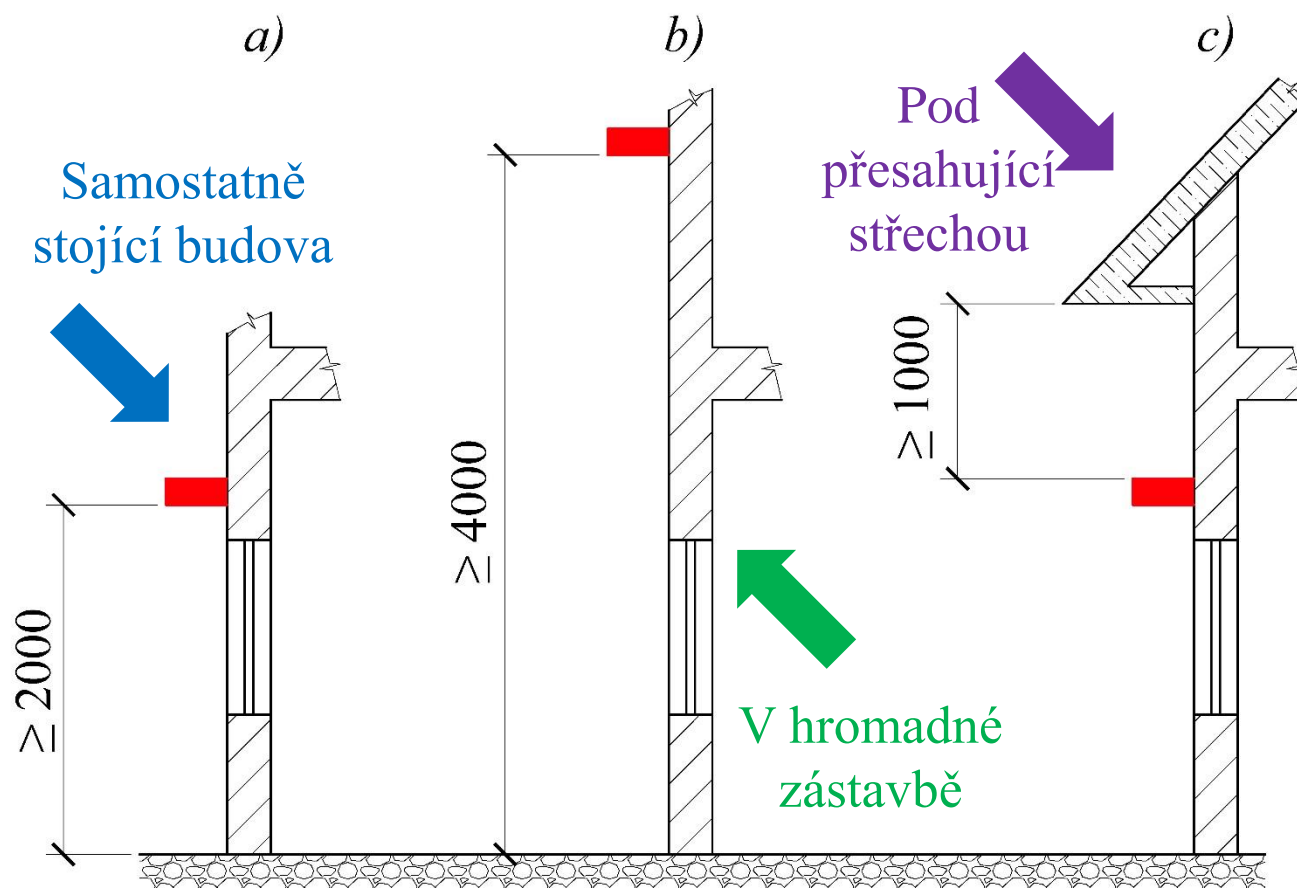 a)
b)
c)
Samostatně
stojící budova
Pod
přesahující
střechou
V hromadné
zástavbě
≥ 2000
≥ 4000
≥ 1000